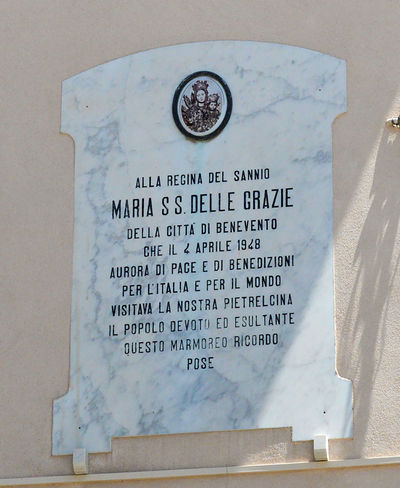 ALLA REGINA DEL SANNIO
MARIA S S. DELLE GRAZIE
DELLA CITTÀ DI BENEVENTO
CHE IL 4 APRILE 1948
AURORA DI PACE E DI BENEDIZIONI
PER L'ITALIA E PER IL MONDO
VISITAVA LA NOSTRA PIETRELCINA
IL POPOLO DEVOTO ED ESULTANTE
QUESTO MARMOREO RICORDO
POSE